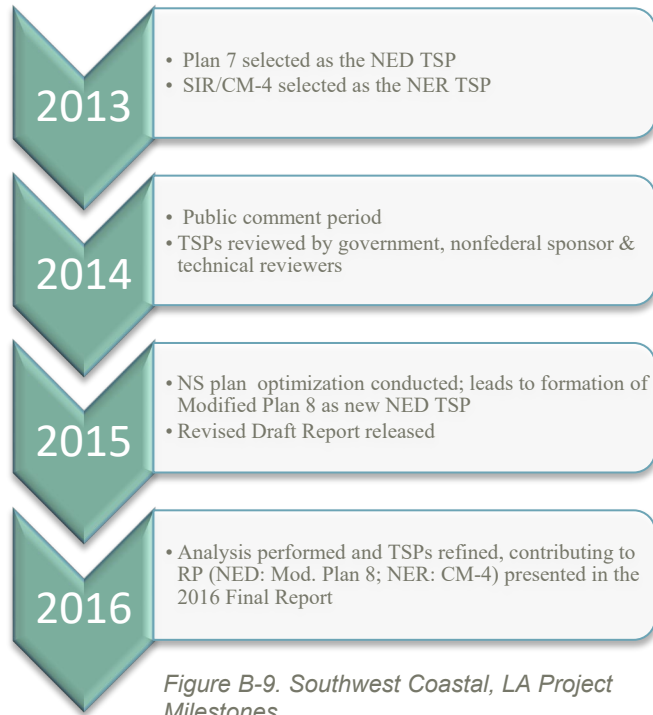 2013
• Plan 7 selected as the NED TSP
• SIR/CM-4 selected as the NER TSP
2014
• Public comment period
• TSPs reviewed by government, nonfederal sponsor &
technical reviewers
2015
• NS plan optimization conducted; leads to formation of
Modified Plan 8 as new NED TSP
• Revised Draft Report released
2016
• Analysis performed and TSPs refined, contributing to
RP (NED: Mod. Plan 8; NER: CM-4) presented in the
2016 Final Report
Figure B-9. Southwest Coastal, LA Project
Milestones